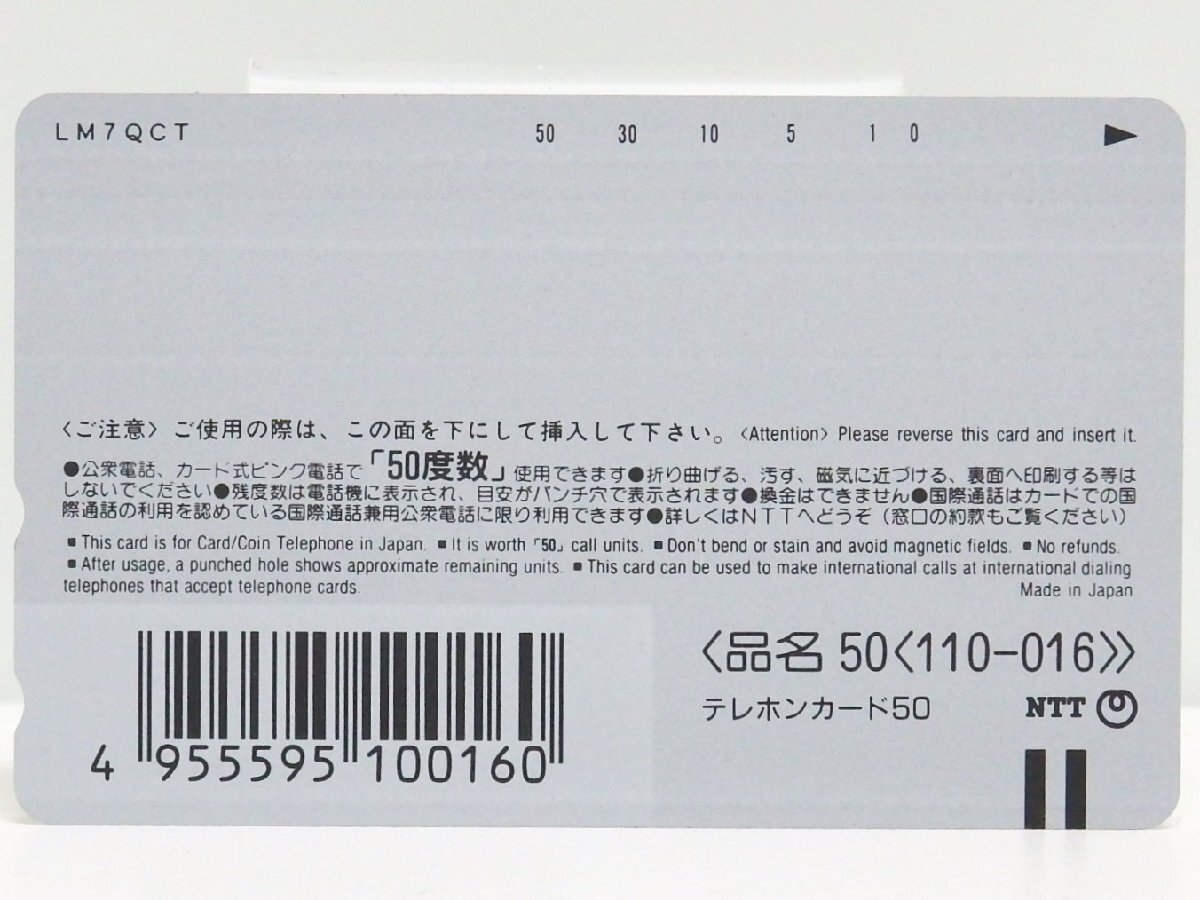 LM7QCT 50 30 10 5 1 0
〈ご注意〉ご使用の際は、この面を下にして挿入して下さい。〈Attention〉Please reverse this card and insert it.
●公衆電話、カード式ピンク電話で「50度数」使用できます●折り曲げる、汚す、磁気に近づける、裏面へ印刷する等は
しないでください●残度数は電話機に表示され、目安がパンチ穴で表示されます●換金はできません●国際通話はカードでの国
際通話の利用を認めている国際通話兼用公衆電話に限り利用できます●詳しくはNTTへどうぞ（窓口の約款もご覧ください）
■This card is for Card/Coin Telephone in Japan. ■It is worth「50」call units. ■Don't bend or stain and avoid magnetic fields. ■No refunds.
■After usage, a punched hole shows approximate remaining units. ■This card can be used to make international calls at international dialing
telephones that accept telephone cards. Made in Japan
〈品名 50〈110-016〉〉
テレホンカード50 NTT
4 955595 100160